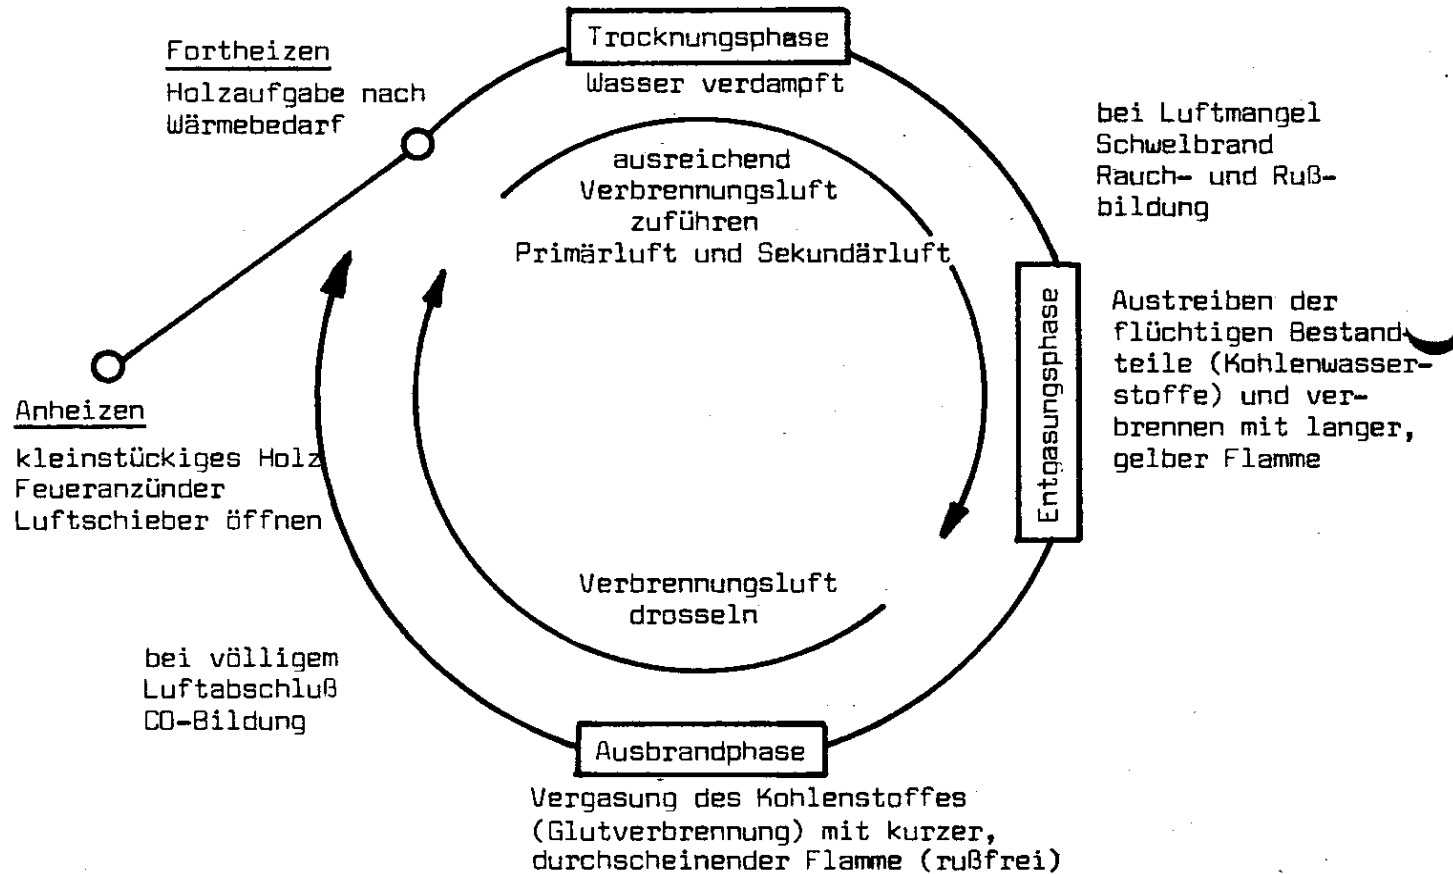 Trocknungsphase
Wasser verdampft
Fortheizen
Holzaufgabe nach
Wärmebedarf
bei Luftmangel
Schwelbrand
Rauch- und Ruß-
bildung
ausreichend
Verbrennungsluft
zuführen
Primärluft und Sekundärluft
Entgasungsphase
Austreiben der
flüchtigen Bestand-
teile (Kohlenwasser-
stoffe) und ver-
brennen mit langer,
gelber Flamme
Anheizen
kleinstückiges Holz
Feueranzünder
Luftschieber öffnen
Verbrennungsluft
drosseln
bei völligem
Luftabschluß
CO-Bildung
Ausbrandphase
Vergasung des Kohlenstoffes
(Glutverbrennung) mit kurzer,
durchscheinender Flamme (rußfrei)